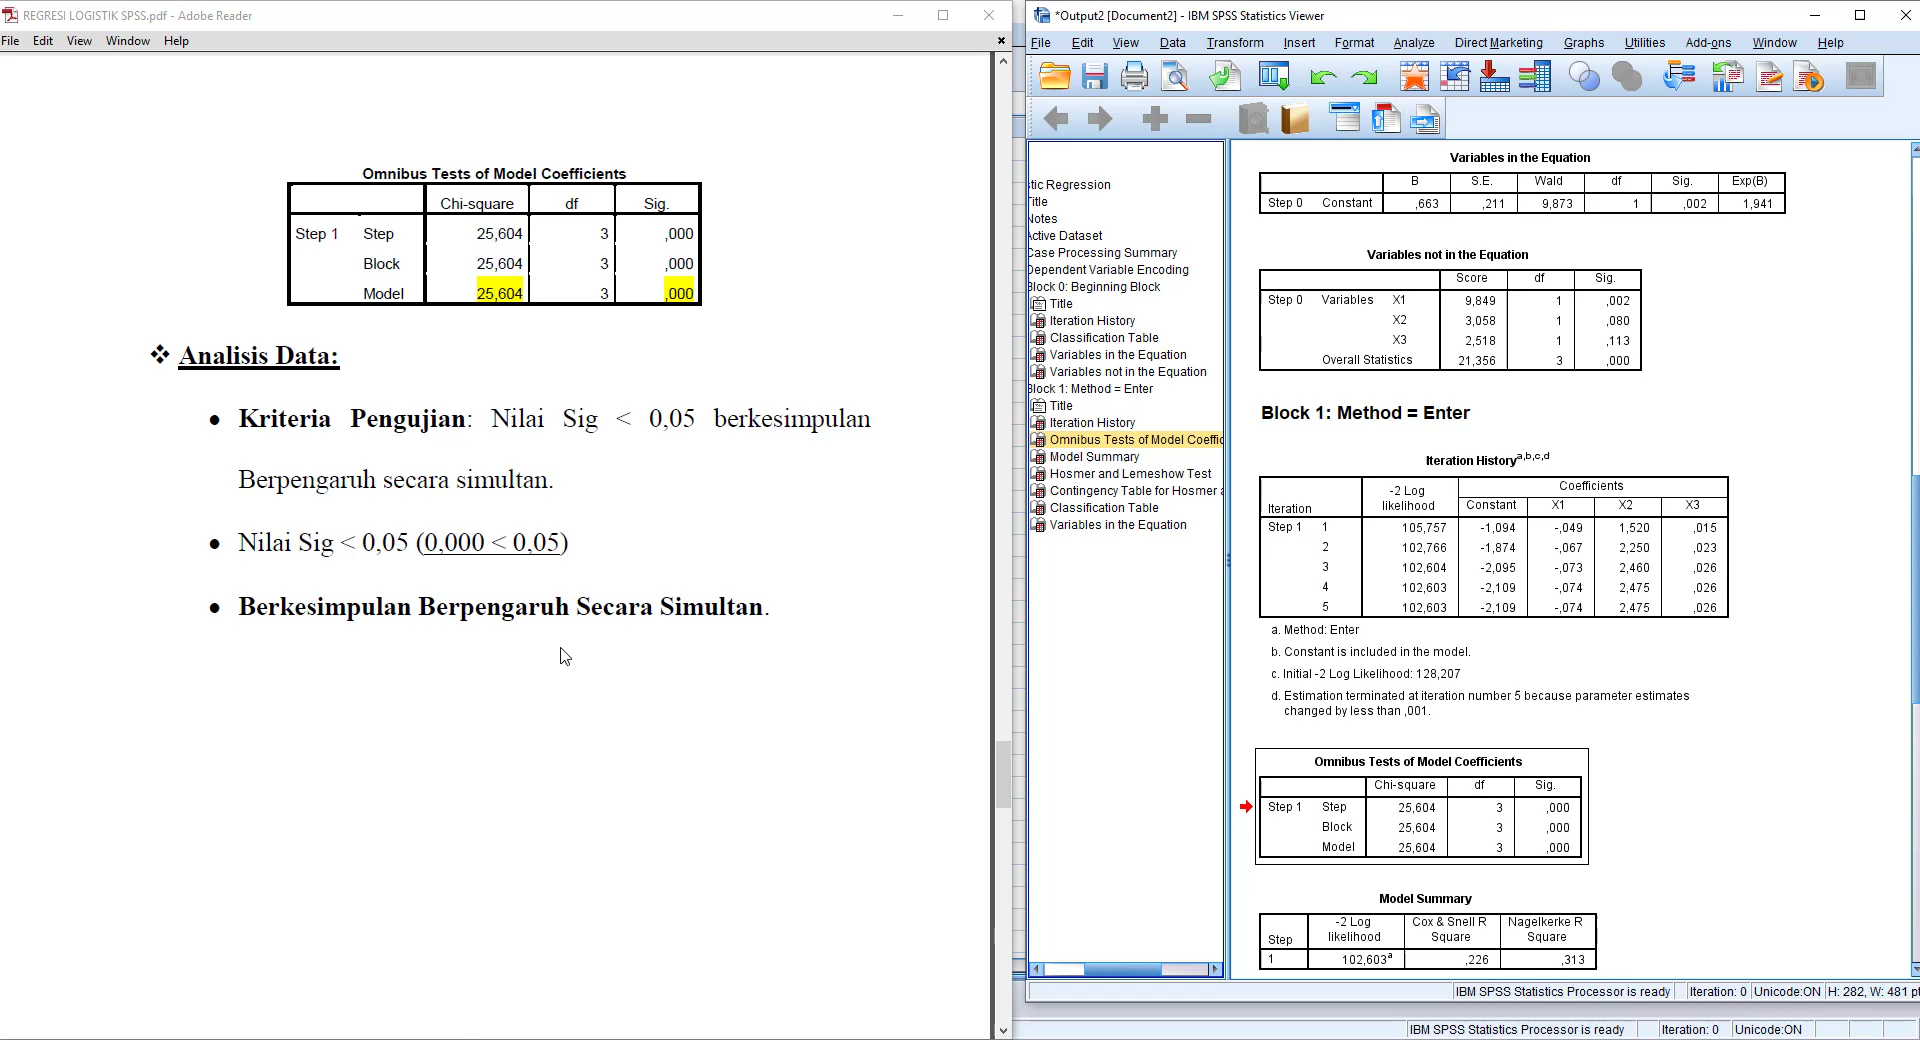 REGRESI LOGISTIK SPSS.pdf - Adobe Reader
File Edit View Window Help
Omnibus Tests of Model Coefficients
Chi-square df Sig.
Step 1 Step 25,604 3 ,000
Block 25,604 3 ,000
Model 25,604 3 ,000
Analisis Data:
Kriteria Pengujian: Nilai Sig < 0,05 berkesimpulan
Berpengaruh secara simultan.
Nilai Sig < 0,05 (0,000 < 0,05)
Berkesimpulan Berpengaruh Secara Simultan.
*Output2 [Document2] - IBM SPSS Statistics Viewer
File Edit View Data Transform Insert Format Analyze Direct Marketing Graphs Utilities Add-ons Window Help
tic Regression
Title
Notes
Active Dataset
Case Processing Summary
Dependent Variable Encoding
Block 0: Beginning Block
Title
Iteration History
Classification Table
Variables in the Equation
Variables not in the Equation
Block 1: Method = Enter
Title
Iteration History
Omnibus Tests of Model Coeffic
Model Summary
Hosmer and Lemeshow Test
Contingency Table for Hosmer a
Classification Table
Variables in the Equation
Variables in the Equation
B S.E. Wald df Sig. Exp(B)
Step 0 Constant ,663 ,211 9,873 1 ,002 1,941
Variables not in the Equation
Score df Sig.
Step 0 Variables X1 9,849 1 ,002
X2 3,058 1 ,080
X3 2,518 1 ,113
Overall Statistics 21,356 3 ,000
Block 1: Method = Enter
Iteration History a,b,c,d
Iteration -2 Log likelihood Coefficients
Constant X1 X2 X3
Step 1 1 105,757 -1,094 -,049 1,520 ,015
2 102,766 -1,874 -,067 2,250 ,023
3 102,604 -2,095 -,073 2,460 ,026
4 102,603 -2,109 -,074 2,475 ,026
5 102,603 -2,109 -,074 2,475 ,026
a. Method: Enter
b. Constant is included in the model.
c. Initial -2 Log Likelihood: 128,207
d. Estimation terminated at iteration number 5 because parameter estimates
changed by less than ,001.
Omnibus Tests of Model Coefficients
Chi-square df Sig.
Step 1 Step 25,604 3 ,000
Block 25,604 3 ,000
Model 25,604 3 ,000
Model Summary
Step -2 Log likelihood Cox & Snell R Square Nagelkerke R Square
1 102,603a ,226 ,313
IBM SPSS Statistics Processor is ready Iteration: 0 Unicode:ON H: 282, W: 481 pt
IBM SPSS Statistics Processor is ready Iteration: 0 Unicode:ON